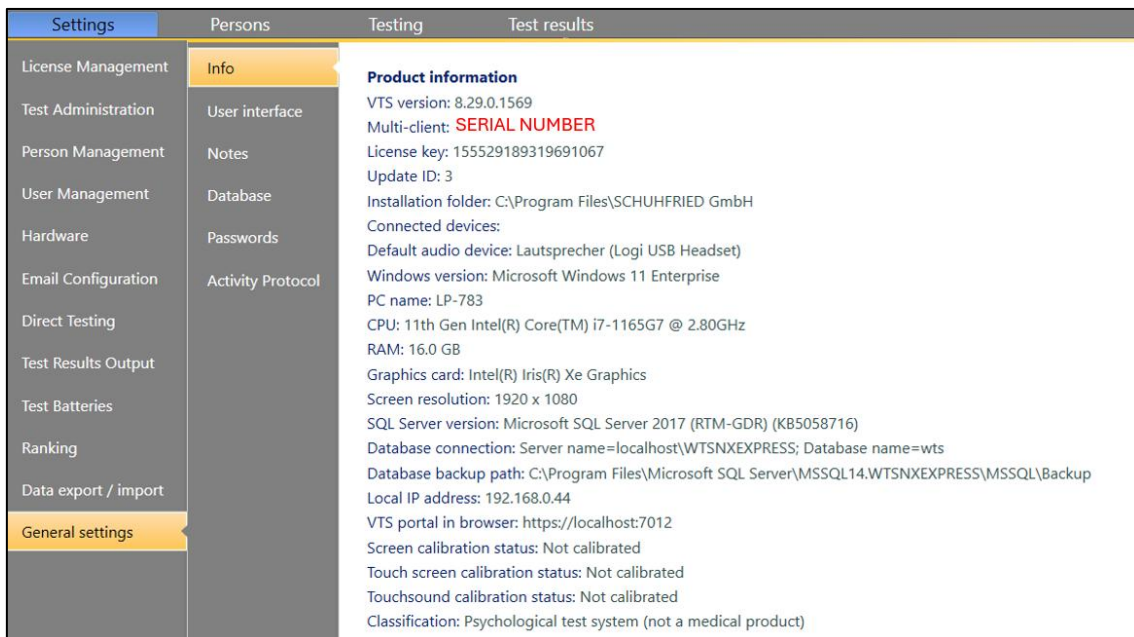 Settings Persons Testing Test results
License Management
Test Administration
Person Management
User Management
Hardware
Email Configuration
Direct Testing
Test Results Output
Test Batteries
Ranking
Data export / import
General settings
Info
User interface
Notes
Database
Passwords
Activity Protocol
Product information
VTS version: 8.29.0.1569
Multi-client: SERIAL NUMBER
License key: 155529189319691067
Update ID: 3
Installation folder: C:\Program Files\SCHUHFRIED GmbH
Connected devices:
Default audio device: Lautsprecher (Logi USB Headset)
Windows version: Microsoft Windows 11 Enterprise
PC name: LP-783
CPU: 11th Gen Intel(R) Core(TM) i7-1165G7 @ 2.80GHz
RAM: 16.0 GB
Graphics card: Intel(R) Iris(R) Xe Graphics
Screen resolution: 1920 x 1080
SQL Server version: Microsoft SQL Server 2017 (RTM-GDR) (KB5058716)
Database connection: Server name=localhost\WTSNXEXPRESS; Database name=wts
Database backup path: C:\Program Files\Microsoft SQL Server\MSSQL14.WTSNXEXPRESS\MSSQL\Backup
Local IP address: 192.168.0.44
VTS portal in browser: https://localhost:7012
Screen calibration status: Not calibrated
Touch screen calibration status: Not calibrated
Touchsound calibration status: Not calibrated
Classification: Psychological test system (not a medical product)